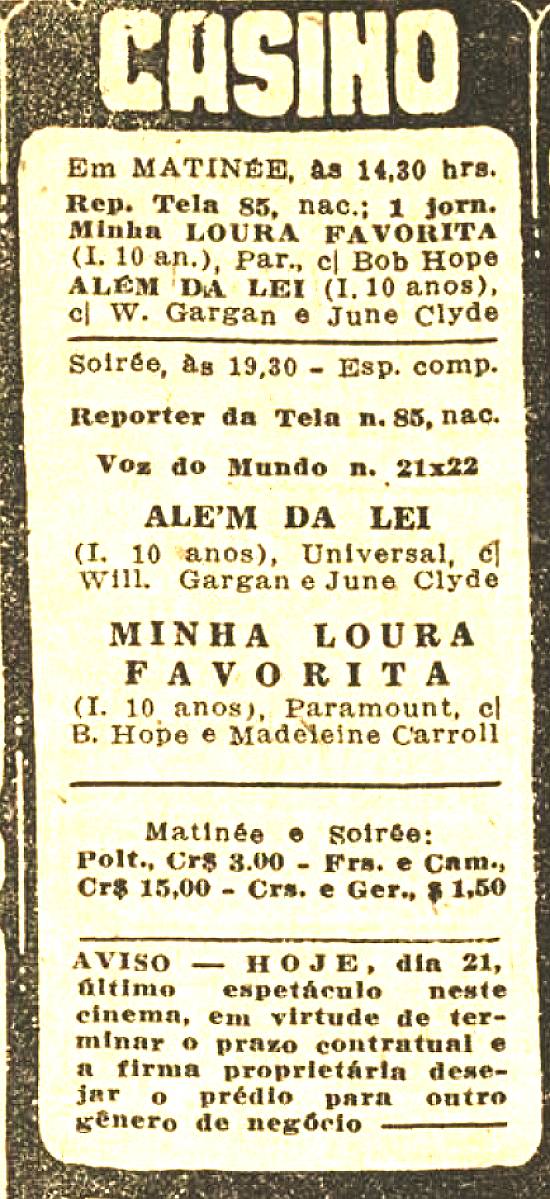 CASINO
Em MATINÉE, às 14,30 hrs.
Rep. Tela 85, nac.; 1 jorn.
Minha LOURA FAVORITA
(I. 10 an.), Par., c| Bob Hope
ALÉM DA LEI (I. 10 anos),
c| W. Gargan e June Clyde
Soirée, às 19,30 - Esp. comp.
Reporter da Tela n. 85, nac.
Voz do Mundo n. 21x22
ALE'M DA LEI
(I. 10 anos), Universal, c|
Will. Gargan e June Clyde
MINHA LOURA
FAVORITA
(I. 10 anos), Paramount, c|
B. Hope e Madeleine Carroll
Matinée e Soirée:
Polt., Cr$ 3.00 - Frs. e Cam.,
Cr$ 15,00 - Crs. e Ger., $ 1,50
AVISO — HOJE, dia 21,
último espetáculo neste
cinema, em virtude de ter-
minar o prazo contratual e
a firma proprietária dese-
jar o prédio para outro
gênero de negócio